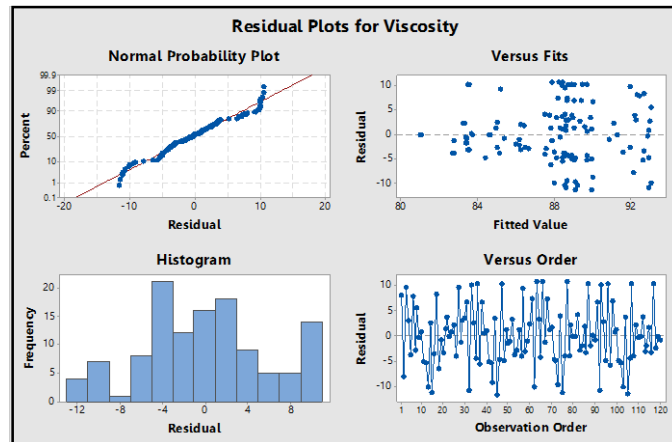 Residual Plots for Viscosity
Normal Probability Plot
99.9
99
90
50
10
1
0.1
Percent
-20 -10 0 10 20
Residual
Versus Fits
10
5
0
-5
-10
Residual
80 84 88 92
Fitted Value
Histogram
20
15
10
5
0
Frequency
-12 -8 -4 0 4 8
Residual
Versus Order
10
5
0
-5
-10
Residual
1 10 20 30 40 50 60 70 80 90 100 110 120
Observation Order